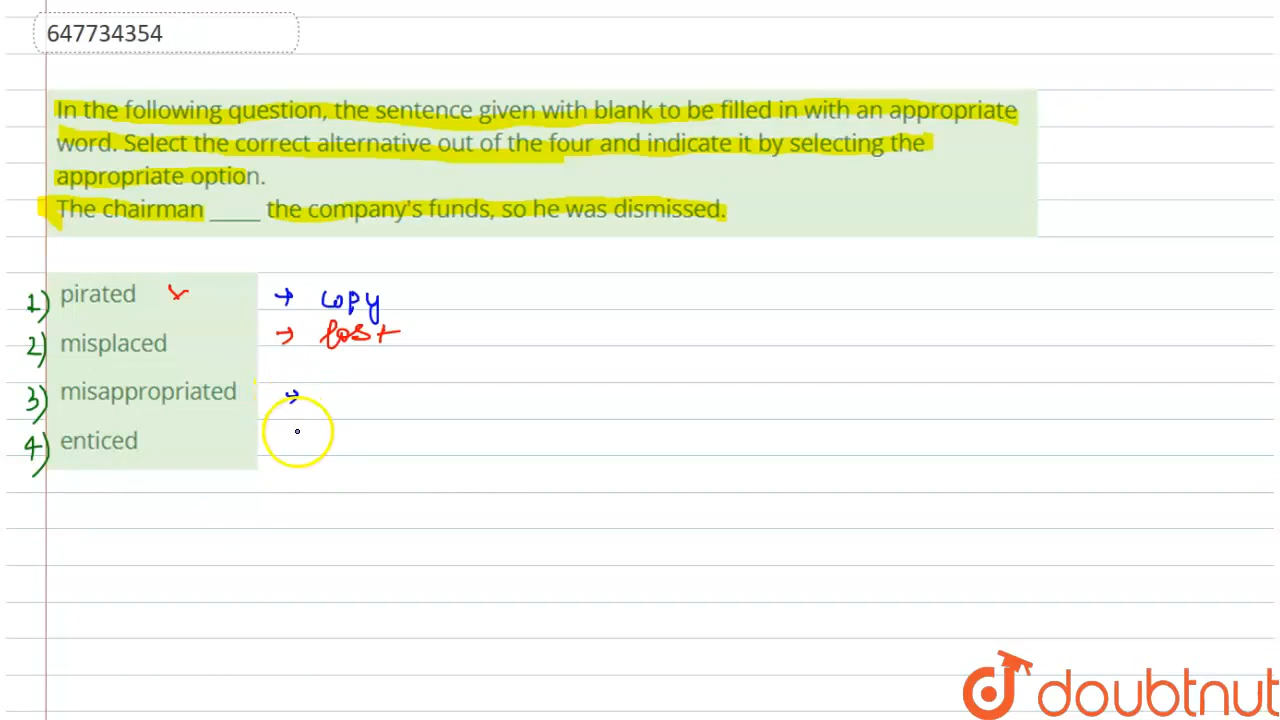 647734354
In the following question, the sentence given with blank to be filled in with an appropriate
word. Select the correct alternative out of the four and indicate it by selecting the
appropriate option.
The chairman _____ the company's funds, so he was dismissed.
1) pirated → copy
2) misplaced → lost
3) misappropriated →
4) enticed
doubtnut